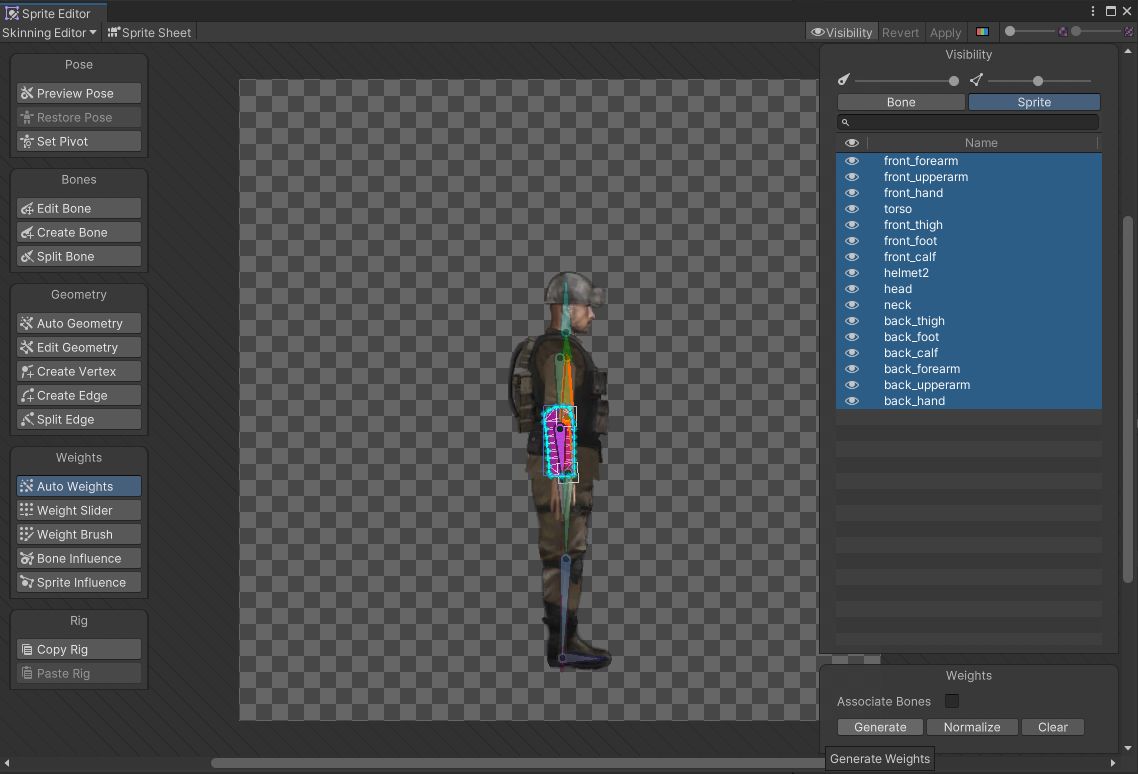 Sprite Editor
Skinning Editor
Sprite Sheet
Visibility
Revert
Apply
Pose
Preview Pose
Restore Pose
Set Pivot
Bones
Edit Bone
Create Bone
Split Bone
Geometry
Auto Geometry
Edit Geometry
Create Vertex
Create Edge
Split Edge
Weights
Auto Weights
Weight Slider
Weight Brush
Bone Influence
Sprite Influence
Rig
Copy Rig
Paste Rig
Visibility
Bone
Sprite
Name
front_forearm
front_upperarm
front_hand
torso
front_thigh
front_foot
front_calf
helmet2
head
neck
back_thigh
back_foot
back_calf
back_forearm
back_upperarm
back_hand
Weights
Associate Bones
Generate
Normalize
Clear
Generate Weights